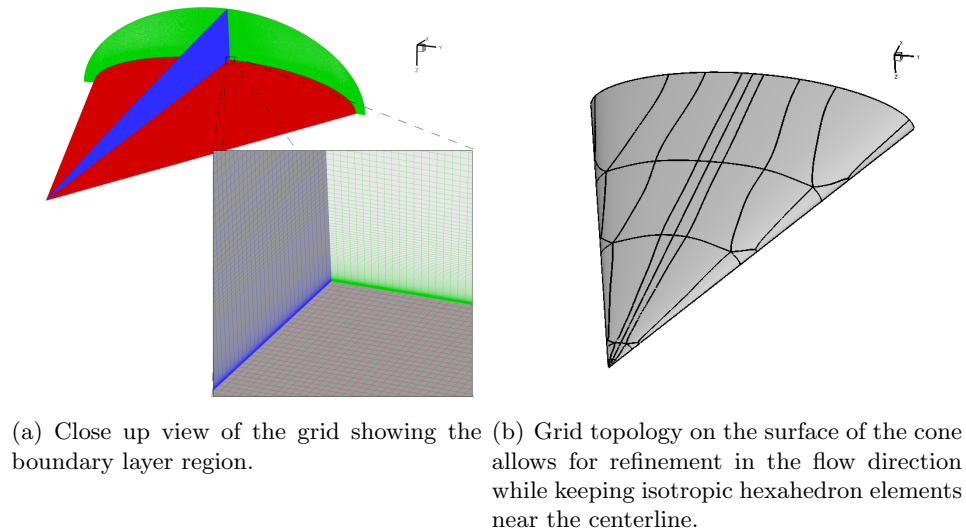 X
Y
Z
X
Y
Z
(a) Close up view of the grid showing the
boundary layer region.
(b) Grid topology on the surface of the cone
allows for refinement in the flow direction
while keeping isotropic hexahedron elements
near the centerline.